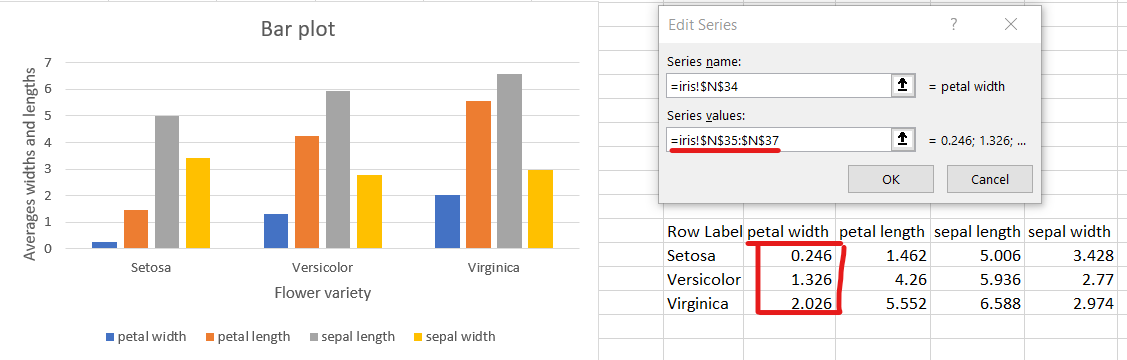 Bar plot
Averages widths and lengths
7
6
5
4
3
2
1
0
Setosa Versicolor Virginica
Flower variety
petal width petal length sepal length sepal width
Edit Series ? ×
Series name:
=iris!$N$34 = petal width
Series values:
=iris!$N$35:$N$37 = 0.246; 1.326; ...
OK Cancel
Row Label petal width petal length sepal length sepal width
Setosa 0.246 1.462 5.006 3.428
Versicolor 1.326 4.26 5.936 2.77
Virginica 2.026 5.552 6.588 2.974